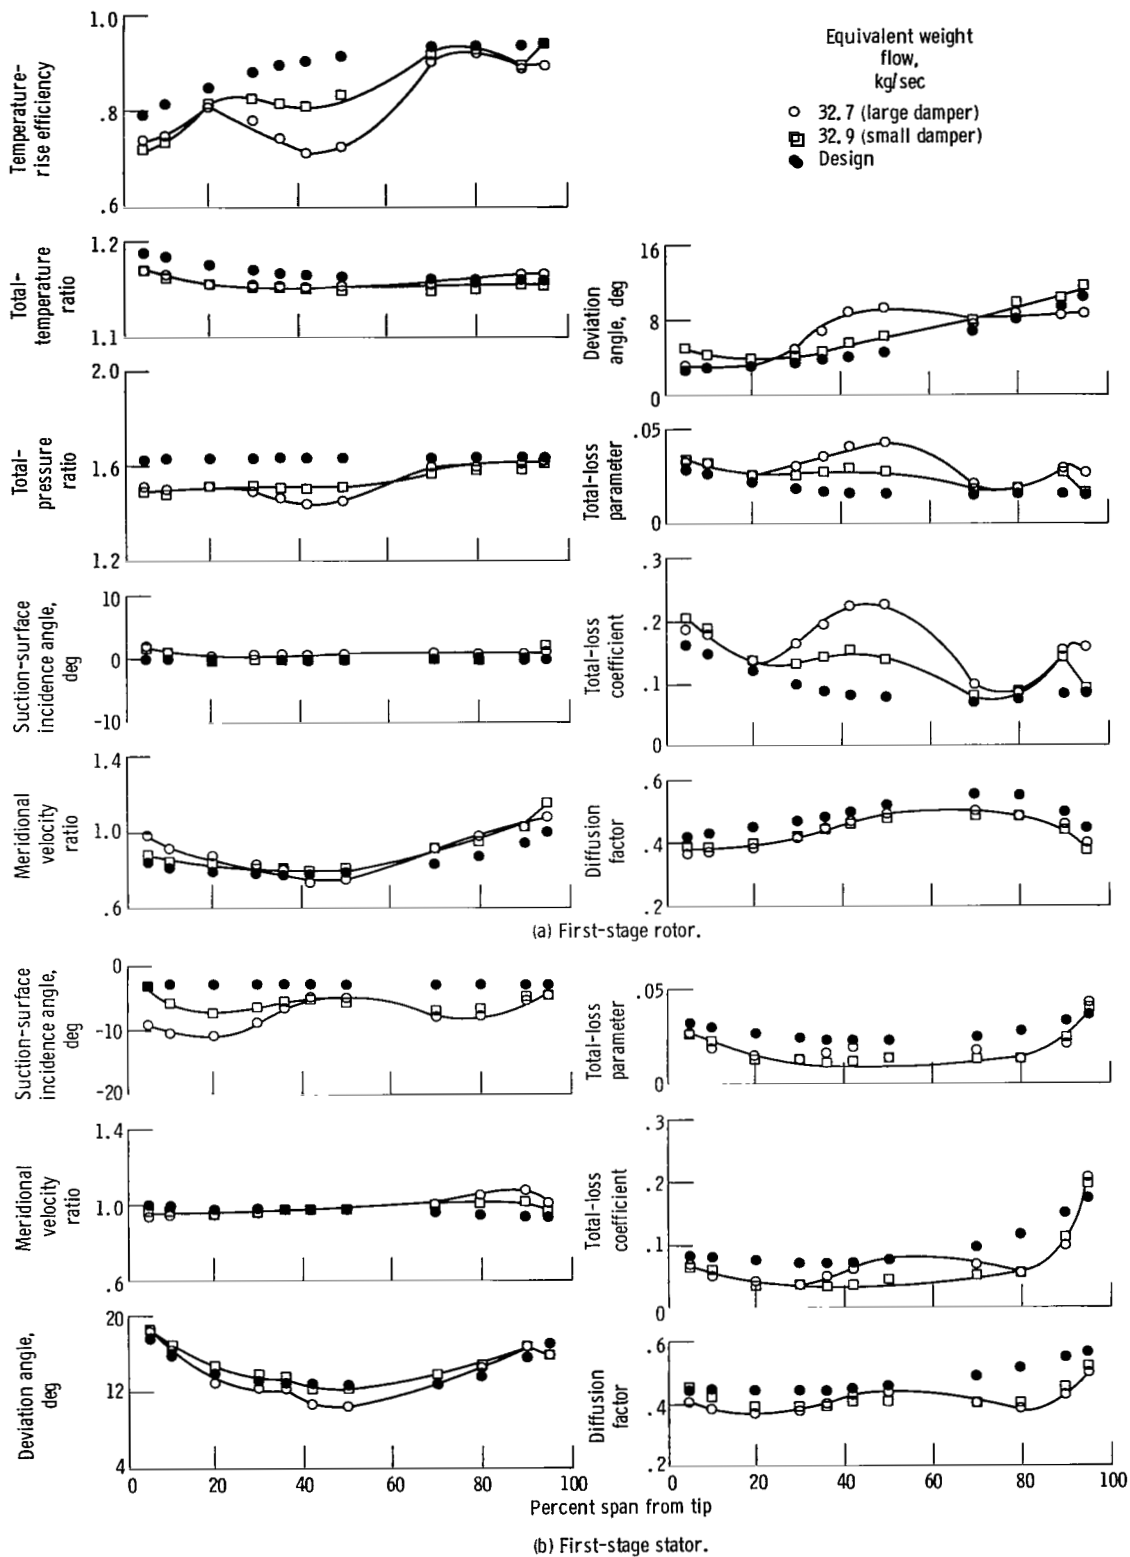 Equivalent weight
flow,
kg/sec
32.7 (large damper)
32.9 (small damper)
Design
Temperature-
rise efficiency
1.0
.8
.6
Total-
temperature
ratio
1.2
1.1
Total-
pressure
ratio
2.0
1.6
1.2
Suction-surface
incidence angle,
deg
10
0
-10
Meridional
velocity
ratio
1.4
1.0
.6
Deviation
angle, deg
16
8
0
Total-loss
parameter
.05
0
Total-loss
coefficient
.3
.2
.1
0
Diffusion
factor
.6
.4
.2
(a) First-stage rotor.
Suction-surface
incidence angle,
deg
0
-10
-20
Meridional
velocity
ratio
1.4
1.0
.6
Deviation angle,
deg
20
12
4
0 20 40 60 80 100
Total-loss
parameter
.05
0
Total-loss
coefficient
.3
.2
.1
0
Diffusion
factor
.6
.4
.2
0 20 40 60 80 100
Percent span from tip
(b) First-stage stator.